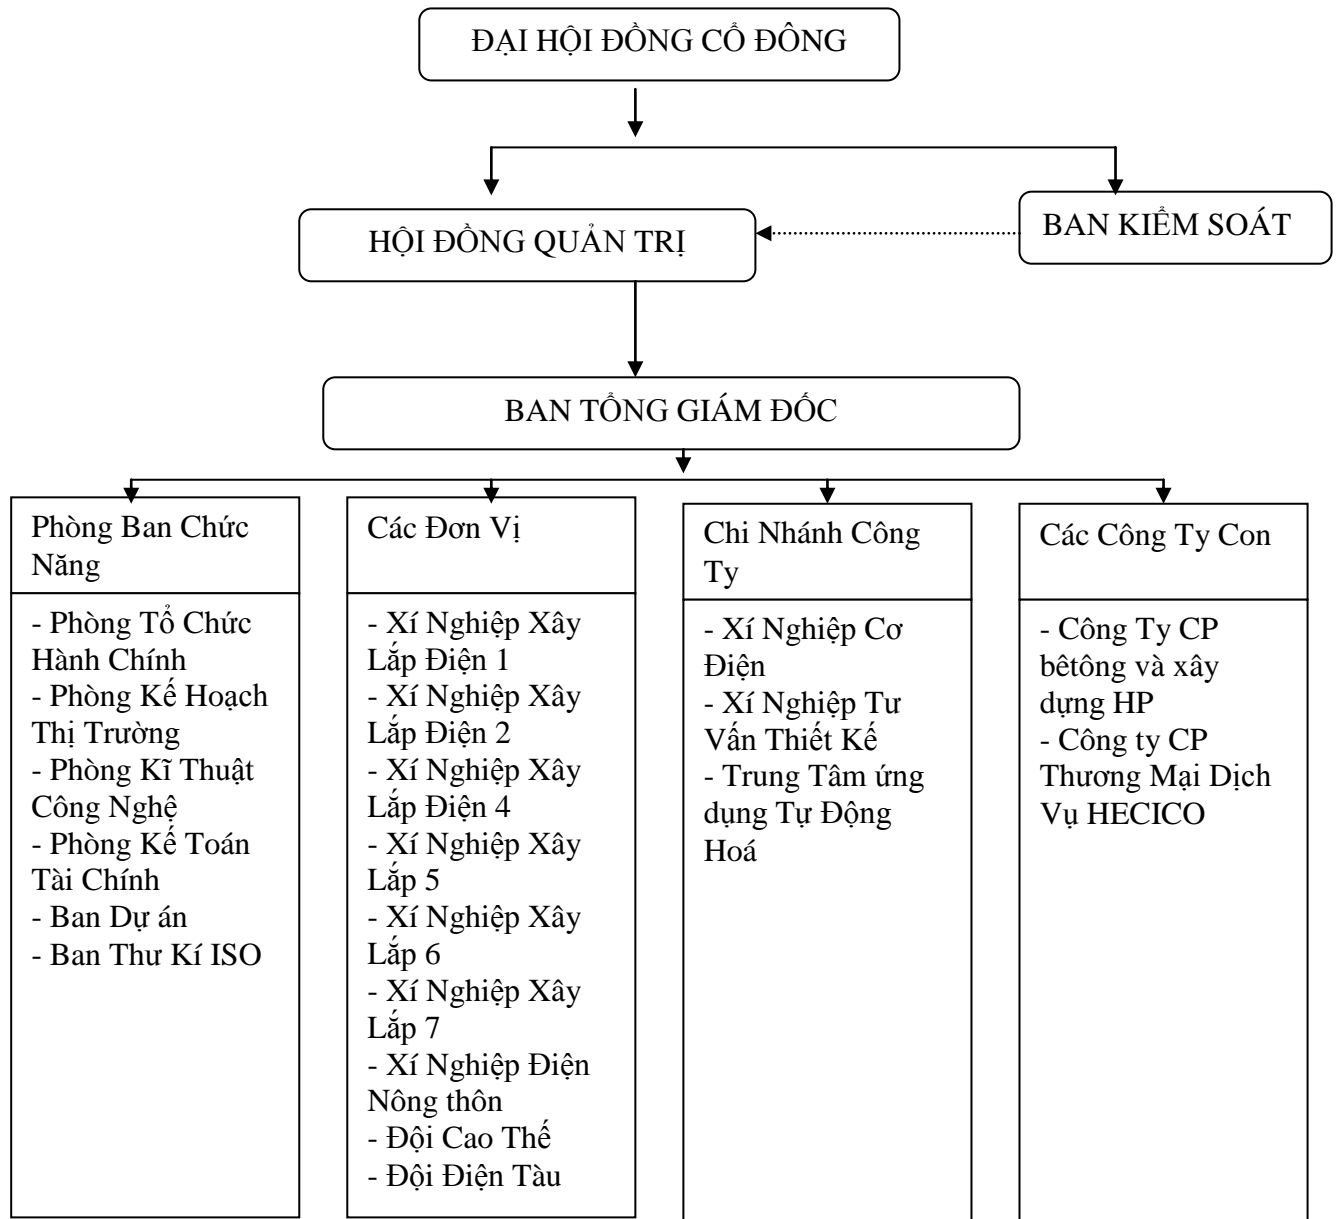 ĐẠI HỘI ĐỒNG CỔ ĐÔNG
HỘI ĐỒNG QUẢN TRỊ
BAN KIỂM SOÁT
BAN TỔNG GIÁM ĐỐC
Phòng Ban Chức
Năng
- Phòng Tổ Chức
Hành Chính
- Phòng Kế Hoạch
Thị Trường
- Phòng Kĩ Thuật
Công Nghệ
- Phòng Kế Toán
Tài Chính
- Ban Dự án
- Ban Thư Kí ISO
Các Đơn Vị
- Xí Nghiệp Xây
Lắp Điện 1
- Xí Nghiệp Xây
Lắp Điện 2
- Xí Nghiệp Xây
Lắp Điện 4
- Xí Nghiệp Xây
Lắp 5
- Xí Nghiệp Xây
Lắp 6
- Xí Nghiệp Xây
Lắp 7
- Xí Nghiệp Điện
Nông thôn
- Đội Cao Thế
- Đội Điện Tàu
Chi Nhánh Công
Ty
- Xí Nghiệp Cơ
Điện
- Xí Nghiệp Tư
Vấn Thiết Kế
- Trung Tâm ứng
dụng Tự Động
Hoá
Các Công Ty Con
- Công Ty CP
bêtông và xây
dựng HP
- Công ty CP
Thương Mại Dịch
Vụ HECICO